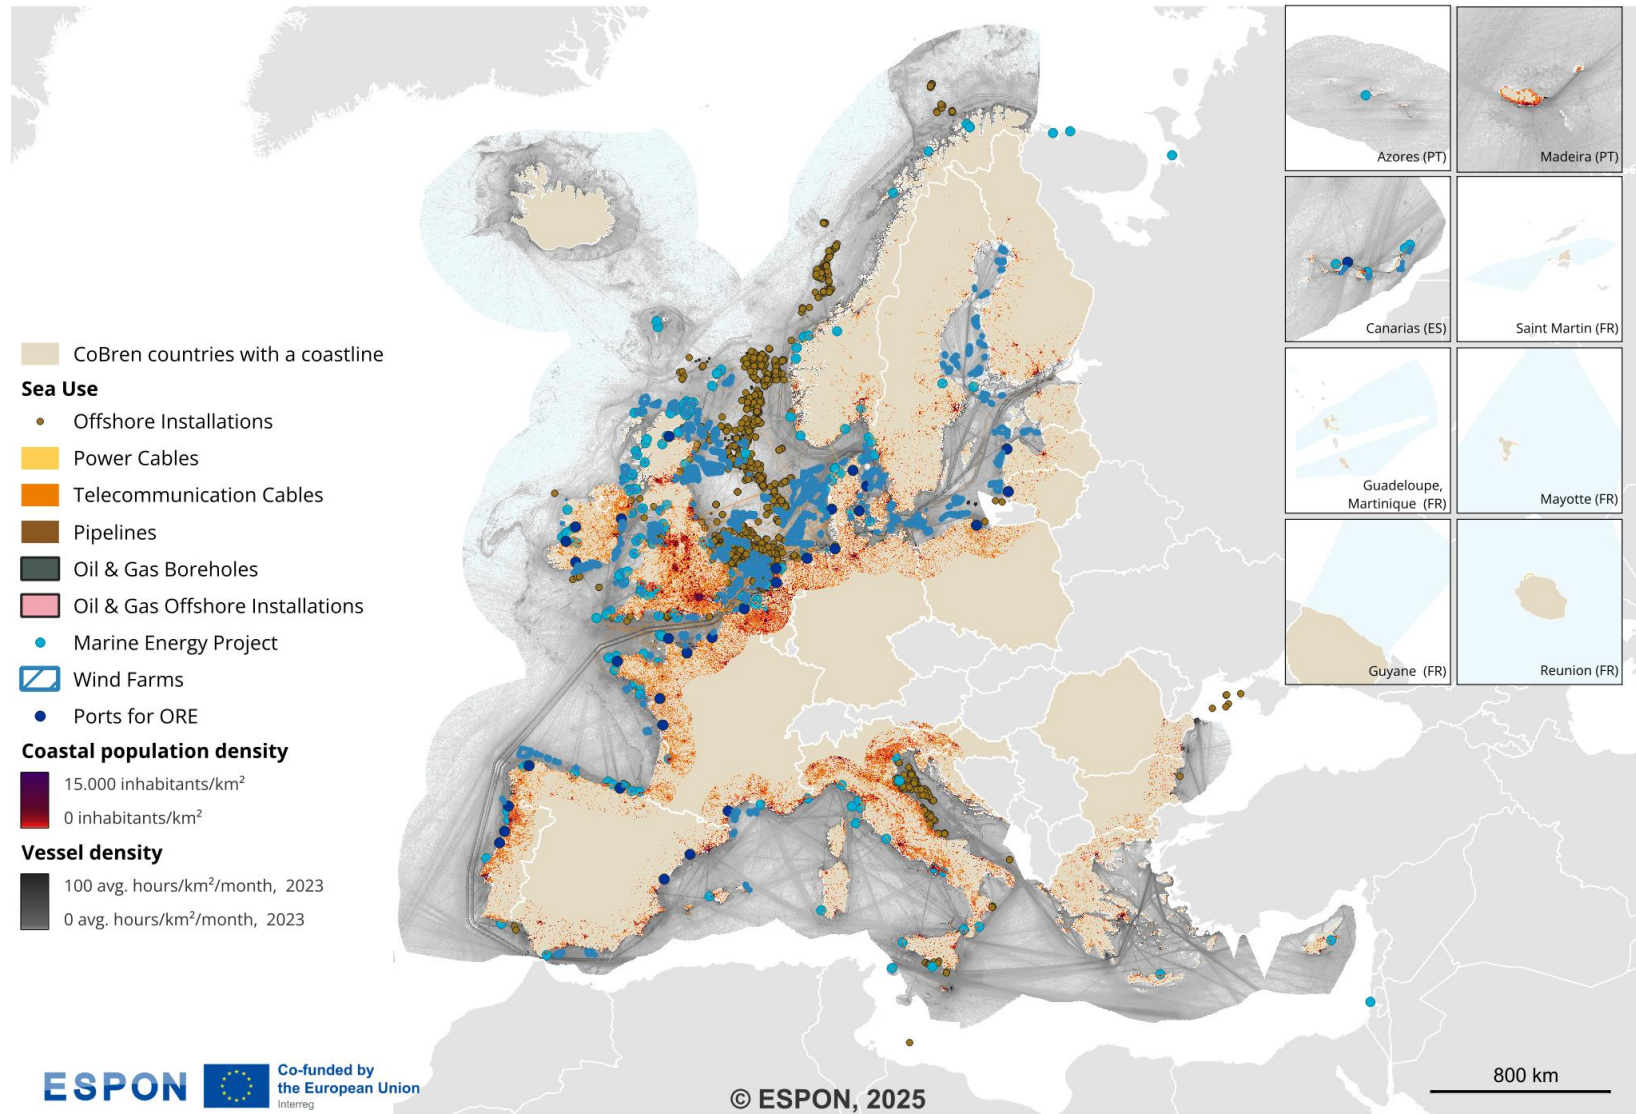 CoBren countries with a coastline
Sea Use
Offshore Installations
Power Cables
Telecommunication Cables
Pipelines
Oil & Gas Boreholes
Oil & Gas Offshore Installations
Marine Energy Project
Wind Farms
Ports for ORE
Coastal population density
15.000 inhabitants/km²
0 inhabitants/km²
Vessel density
100 avg. hours/km²/month, 2023
0 avg. hours/km²/month, 2023
Azores (PT)
Madeira (PT)
Canarias (ES)
Saint Martin (FR)
Guadeloupe,
Martinique (FR)
Mayotte (FR)
Guyane (FR)
Reunion (FR)
ESPON
Co-funded by
the European Union
Interreg
© ESPON, 2025
800 km